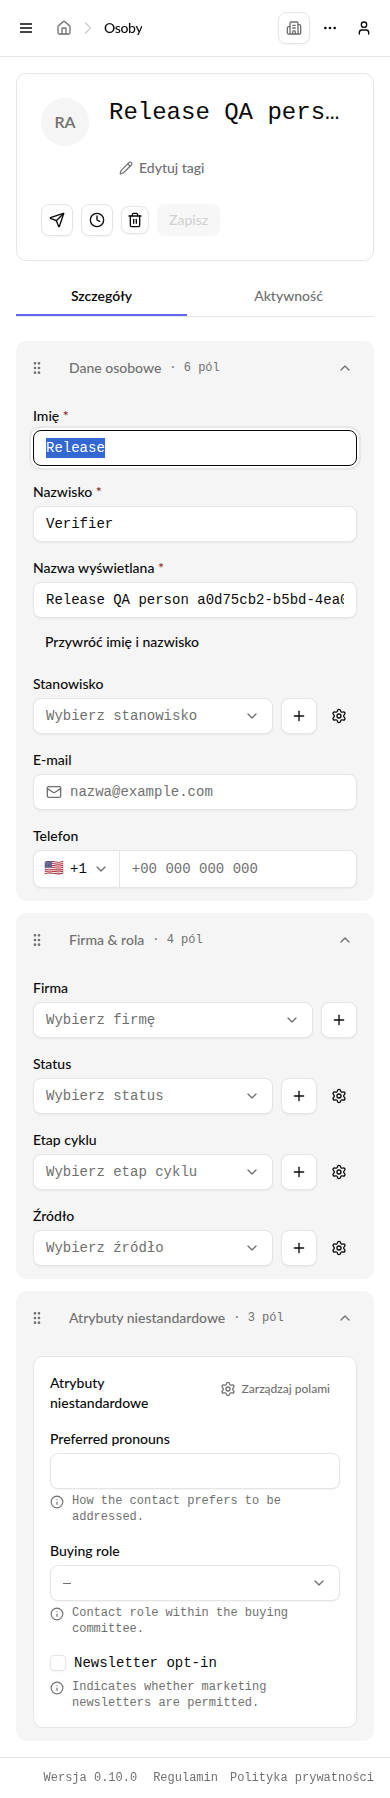 Osoby
RA
Release QA pers…
Edytuj tagi
Zapisz
Szczegóły
Aktywność
Dane osobowe · 6 pól
Imię *
Release
Nazwisko *
Verifier
Nazwa wyświetlana *
Release QA person a0d75cb2-b5bd-4ea0
Przywróć imię i nazwisko
Stanowisko
Wybierz stanowisko
E-mail
nazwa@example.com
Telefon
+1 +00 000 000 000
Firma & rola · 4 pól
Firma
Wybierz firmę
Status
Wybierz status
Etap cyklu
Wybierz etap cyklu
Źródło
Wybierz źródło
Atrybuty niestandardowe · 3 pól
Atrybuty
niestandardowe
Zarządzaj polami
Preferred pronouns
How the contact prefers to be
addressed.
Buying role
—
Contact role within the buying
committee.
Newsletter opt-in
Indicates whether marketing
newsletters are permitted.
Wersja 0.10.0 Regulamin Polityka prywatności